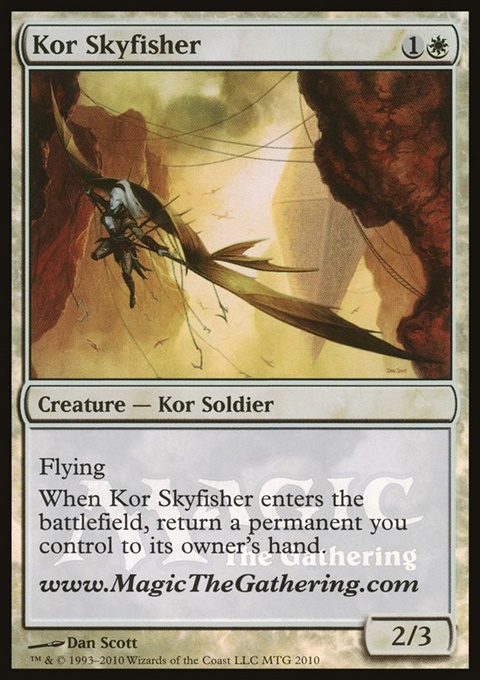 Kor Skyfisher 1
Creature — Kor Soldier
Flying
When Kor Skyfisher enters the
battlefield, return a permanent you
control to its owner's hand.
MAGIC
The Gathering
www.MagicTheGathering.com
Dan Scott
2/3
™ & © 1993–2010 Wizards of the Coast LLC MTG 2010